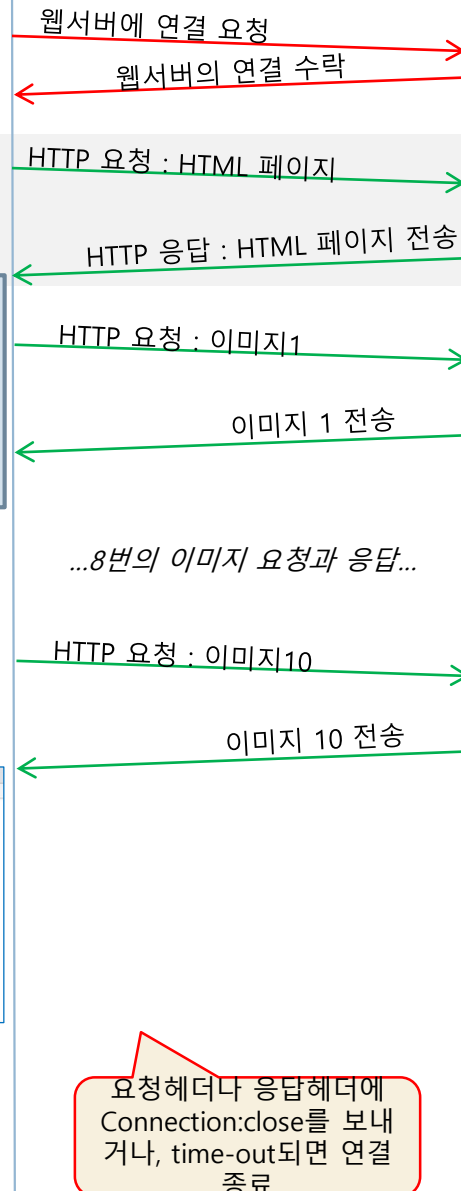 웹서버에 연결 요청
웹서버의 연결 수락
HTTP 요청 : HTML 페이지
HTTP 응답 : HTML 페이지 전송
HTTP 요청 : 이미지1
이미지 1 전송
...8번의 이미지 요청과 응답...
HTTP 요청 : 이미지10
이미지 10 전송
요청헤더나 응답헤더에
Connection:close를 보내
거나, time-out되면 연결
종료